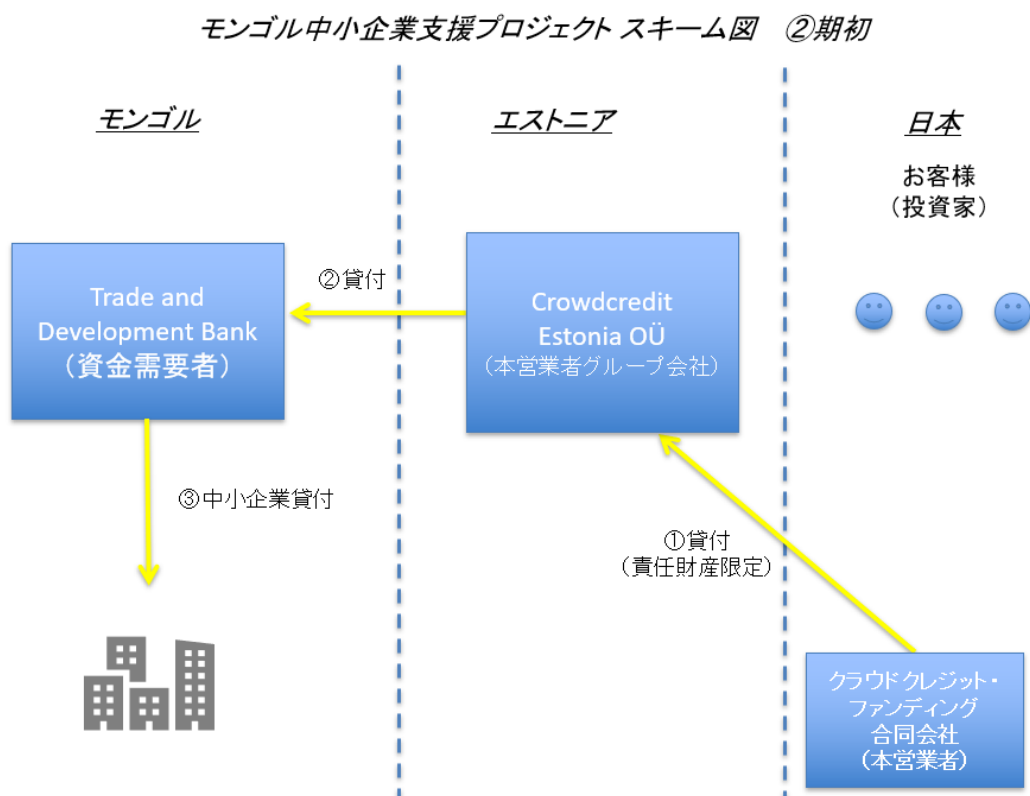 モンゴル中小企業支援プロジェクト スキーム図　②期初
モンゴル
エストニア
日本
お客様
（投資家）
Trade and
Development Bank
（資金需要者）
②貸付
Crowdcredit
Estonia OÜ
（本営業者グループ会社）
③中小企業貸付
①貸付
（責任財産限定）
クラウドクレジット・
ファンディング
合同会社
（本営業者）